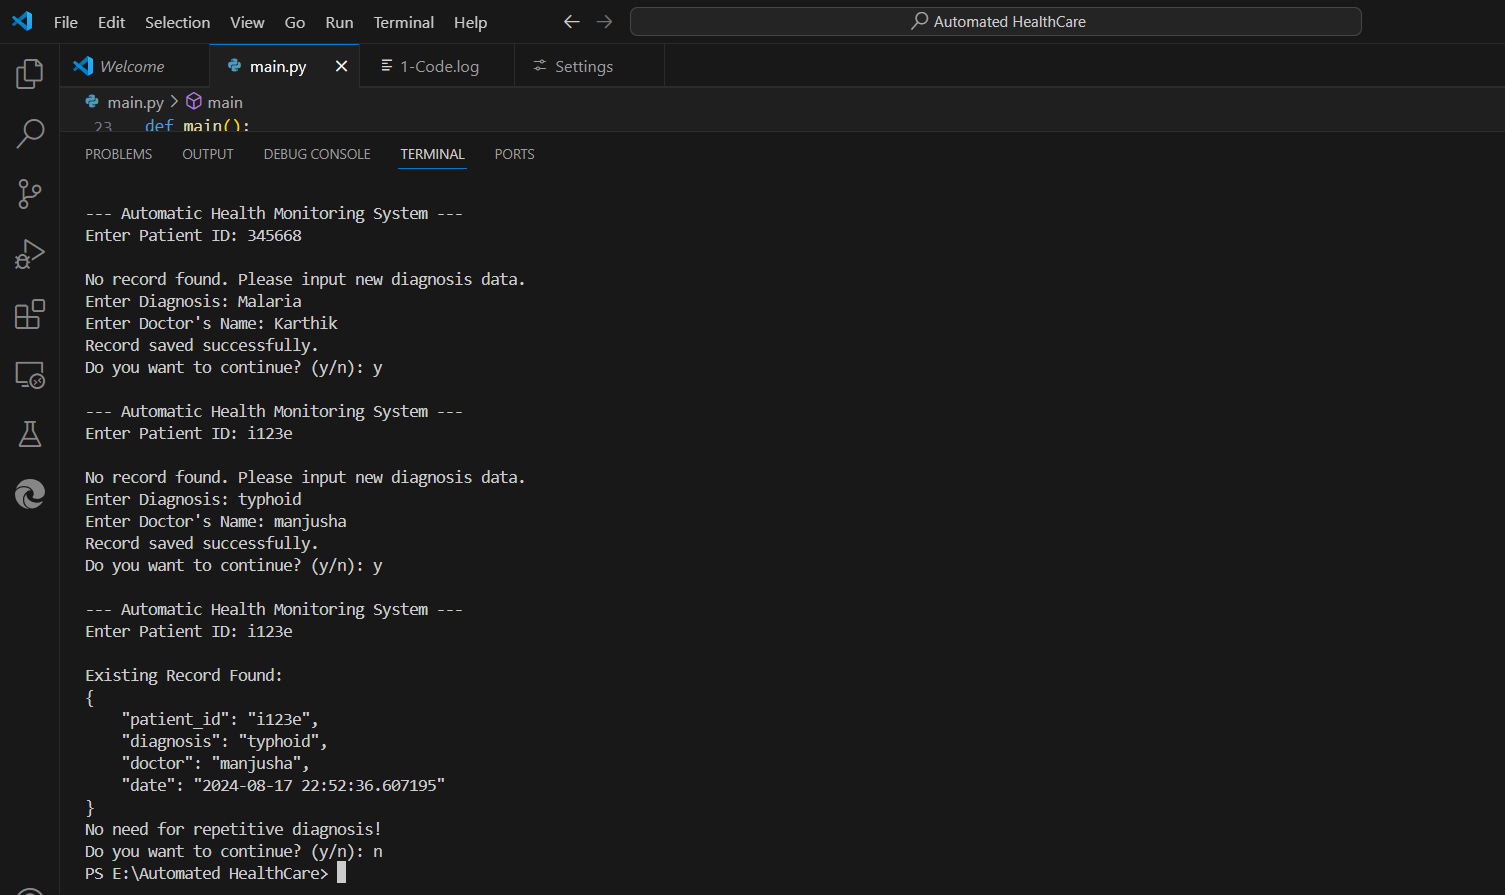 File Edit Selection View Go Run Terminal Help Automated HealthCare
Welcome main.py 1-Code.log Settings
main.py main
23 def main():
PROBLEMS OUTPUT DEBUG CONSOLE TERMINAL PORTS
--- Automatic Health Monitoring System ---
Enter Patient ID: 345668
No record found. Please input new diagnosis data.
Enter Diagnosis: Malaria
Enter Doctor's Name: Karthik
Record saved successfully.
Do you want to continue? (y/n): y
--- Automatic Health Monitoring System ---
Enter Patient ID: i123e
No record found. Please input new diagnosis data.
Enter Diagnosis: typhoid
Enter Doctor's Name: manjusha
Record saved successfully.
Do you want to continue? (y/n): y
--- Automatic Health Monitoring System ---
Enter Patient ID: i123e
Existing Record Found:
{
    "patient_id": "i123e",
    "diagnosis": "typhoid",
    "doctor": "manjusha",
    "date": "2024-08-17 22:52:36.607195"
}
No need for repetitive diagnosis!
Do you want to continue? (y/n): n
PS E:\Automated HealthCare>